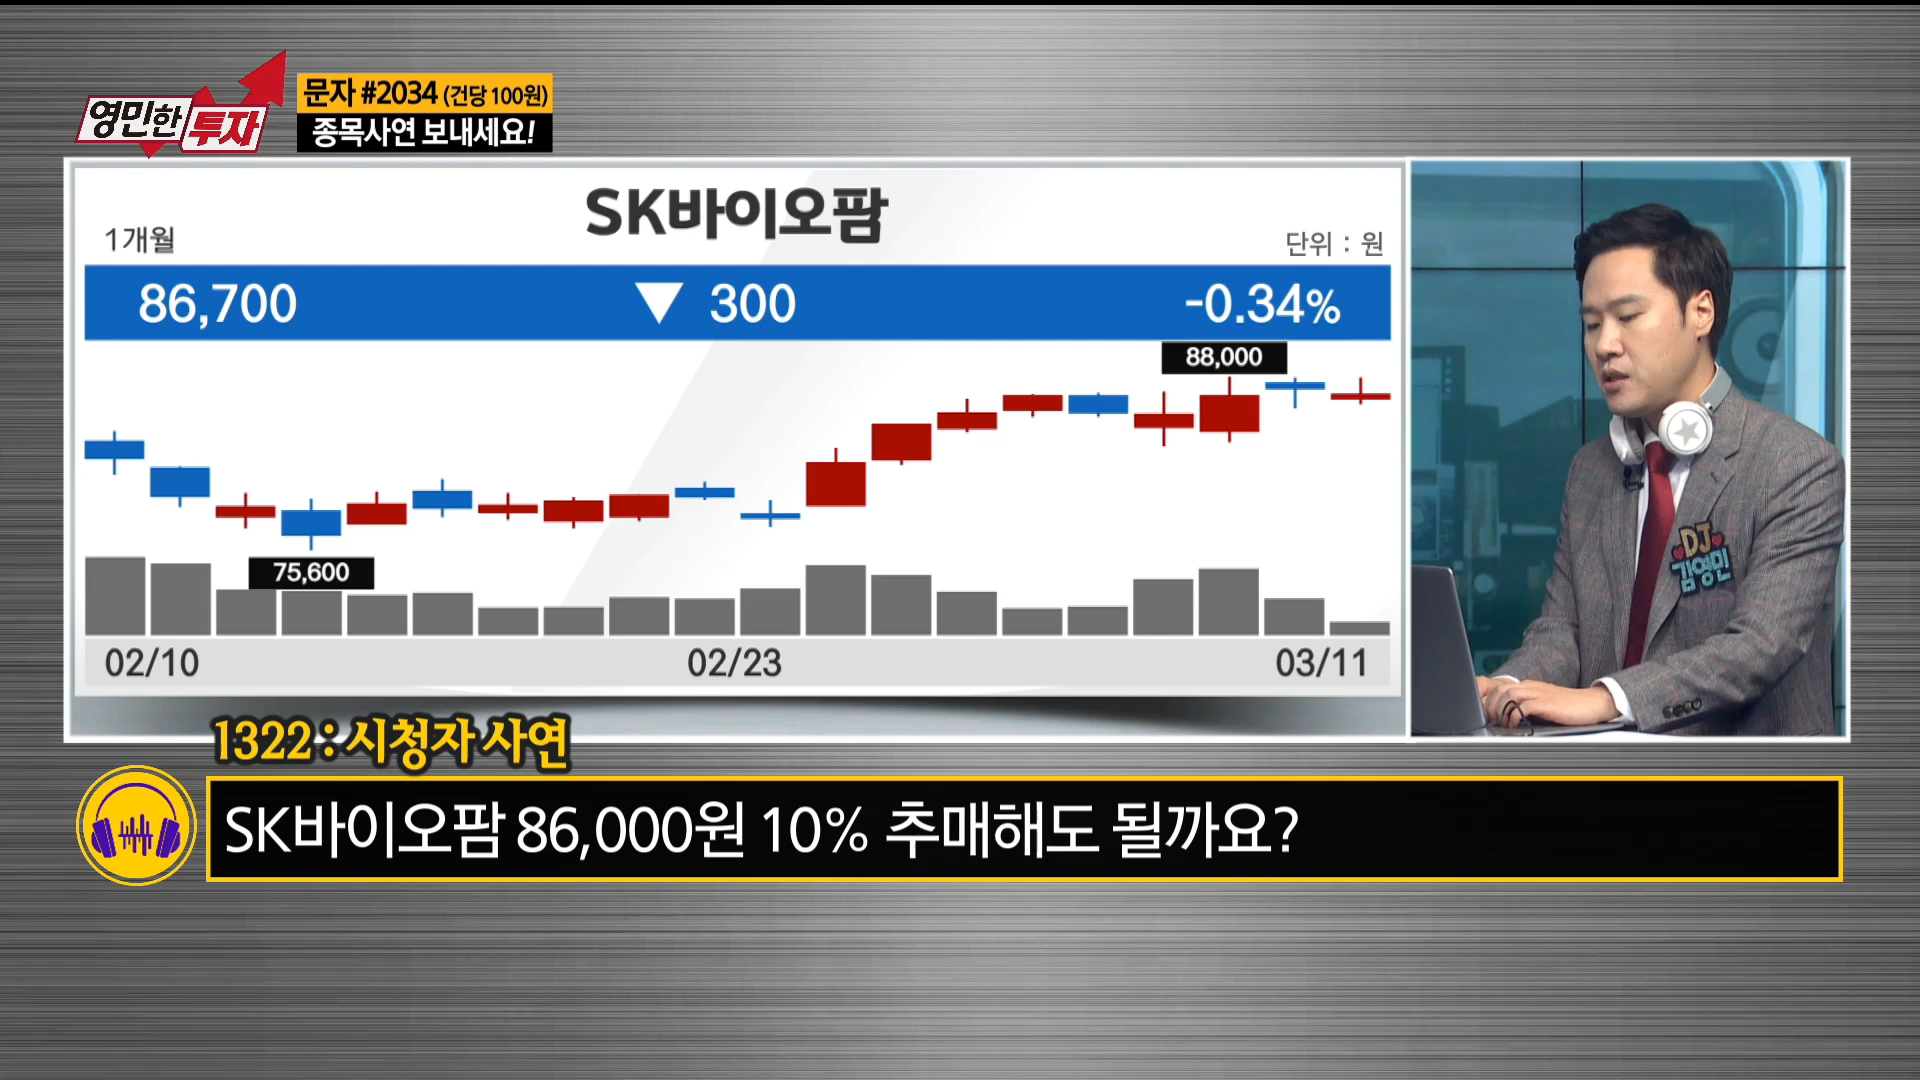 영민한 투자
문자 #2034 (건당 100원)
종목사연 보내세요!
SK바이오팜
1개월
단위 : 원
86,700 ▼ 300 -0.34%
88,000
75,600
02/10 02/23 03/11
DJ
김영민
1322 : 시청자 사연
SK바이오팜 86,000원 10% 추매해도 될까요?